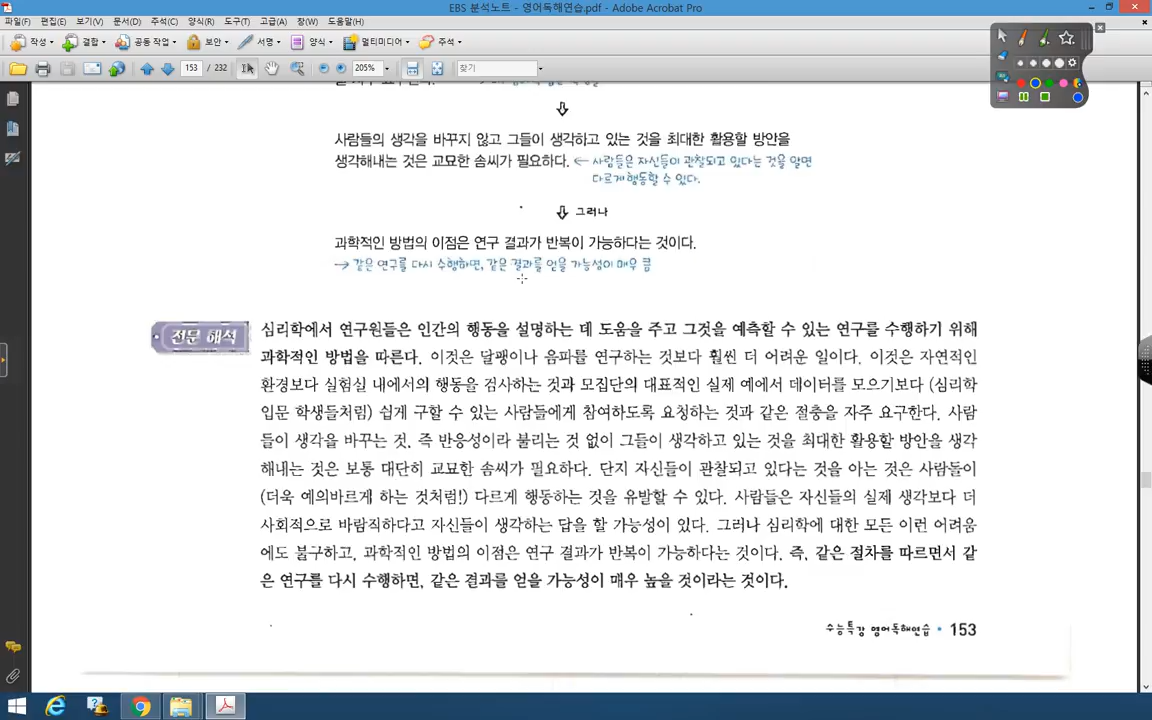 EBS 분석노트 - 영어독해연습.pdf - Adobe Acrobat Pro
파일(F) 편집(E) 보기(V) 문서(D) 주석(C) 양식(R) 도구(T) 고급(A) 창(W) 도움말(H)
작성 결합 공동 작업 보안 서명 양식 멀티미디어 주석
153 / 232 205% 찾기
사람들의 생각을 바꾸지 않고 그들이 생각하고 있는 것을 최대한 활용할 방안을
생각해내는 것은 교묘한 솜씨가 필요하다. ← 사람들은 자신들이 관찰되고 있다는 것을 알면
다르게 행동할 수 있다.
그러나
과학적인 방법의 이점은 연구 결과가 반복이 가능하다는 것이다.
→ 같은 연구를 다시 수행하면, 같은 결과를 얻을 가능성이 매우 큼
전문 해석
심리학에서 연구원들은 인간의 행동을 설명하는 데 도움을 주고 그것을 예측할 수 있는 연구를 수행하기 위해
과학적인 방법을 따른다. 이것은 달팽이나 음파를 연구하는 것보다 훨씬 더 어려운 일이다. 이것은 자연적인
환경보다 실험실 내에서의 행동을 검사하는 것과 모집단의 대표적인 실제 예에서 데이터를 모으기보다 (심리학
입문 학생들처럼) 쉽게 구할 수 있는 사람들에게 참여하도록 요청하는 것과 같은 절충을 자주 요구한다. 사람
들이 생각을 바꾸는 것, 즉 반응성이라 불리는 것 없이 그들이 생각하고 있는 것을 최대한 활용할 방안을 생각
해내는 것은 보통 대단히 교묘한 솜씨가 필요하다. 단지 자신들이 관찰되고 있다는 것을 아는 것은 사람들이
(더욱 예의바르게 하는 것처럼!) 다르게 행동하는 것을 유발할 수 있다. 사람들은 자신들의 실제 생각보다 더
사회적으로 바람직하다고 자신들이 생각하는 답을 할 가능성이 있다. 그러나 심리학에 대한 모든 이런 어려움
에도 불구하고, 과학적인 방법의 이점은 연구 결과가 반복이 가능하다는 것이다. 즉, 같은 절차를 따르면서 같
은 연구를 다시 수행하면, 같은 결과를 얻을 가능성이 매우 높을 것이라는 것이다.
수능특강 영어독해연습 • 153